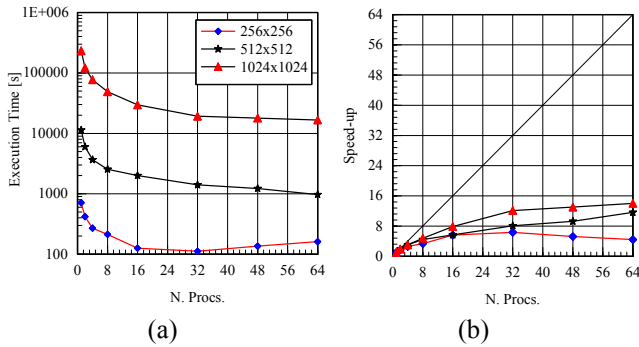 1E+006
100000
10000
1000
100
Execution Time [s]
256x256
512x512
1024x1024
0 8 16 24 32 40 48 56 64
N. Procs.
(a)
64
56
48
40
32
24
16
8
0
Speed-up
0 8 16 24 32 40 48 56 64
N. Procs.
(b)